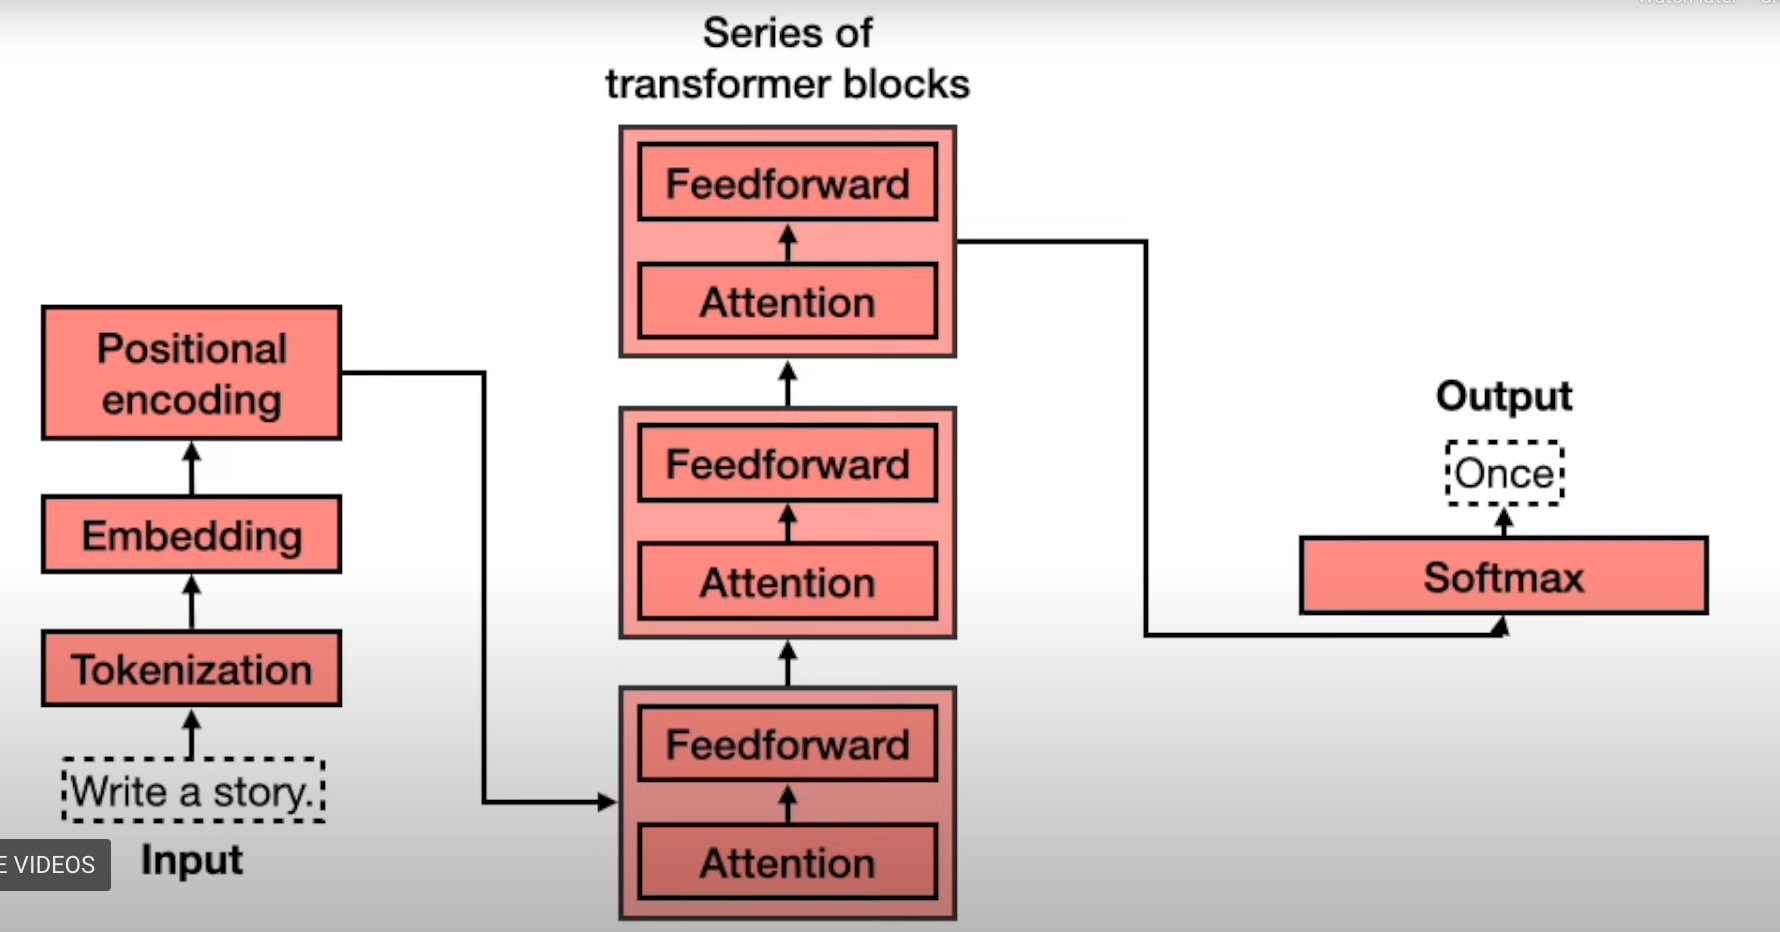 Series of
transformer blocks
Feedforward
Attention
Feedforward
Attention
Feedforward
Attention
Positional
encoding
Embedding
Tokenization
Write a story.
Input
E VIDEOS
Output
Once
Softmax